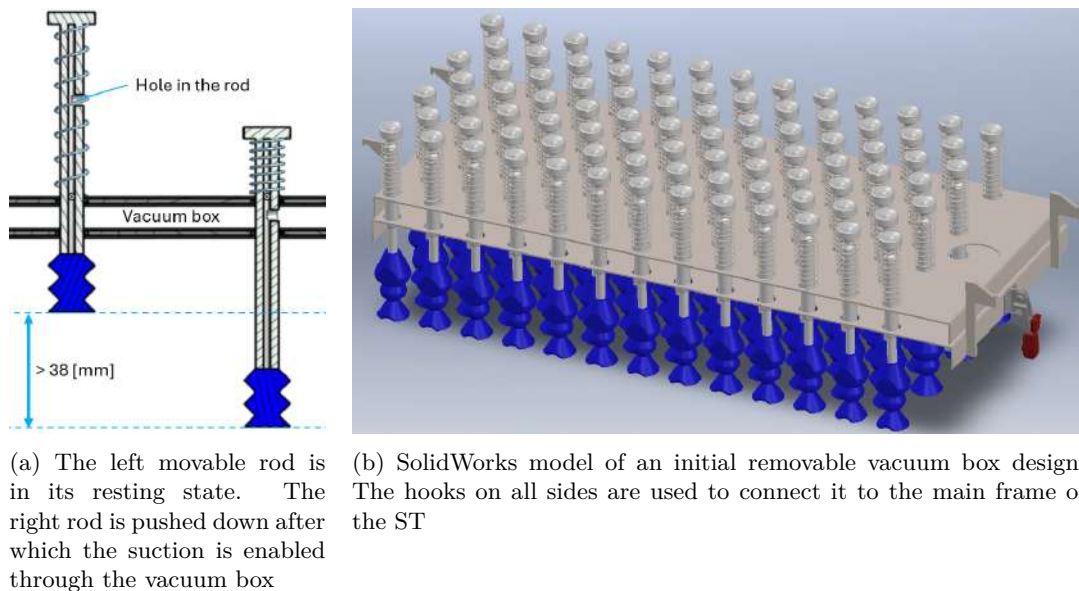 Hole in the rod
Vacuum box
> 38 [mm]
(a) The left movable rod is
in its resting state. The
right rod is pushed down after
which the suction is enabled
through the vacuum box
(b) SolidWorks model of an initial removable vacuum box design
The hooks on all sides are used to connect it to the main frame o
the ST